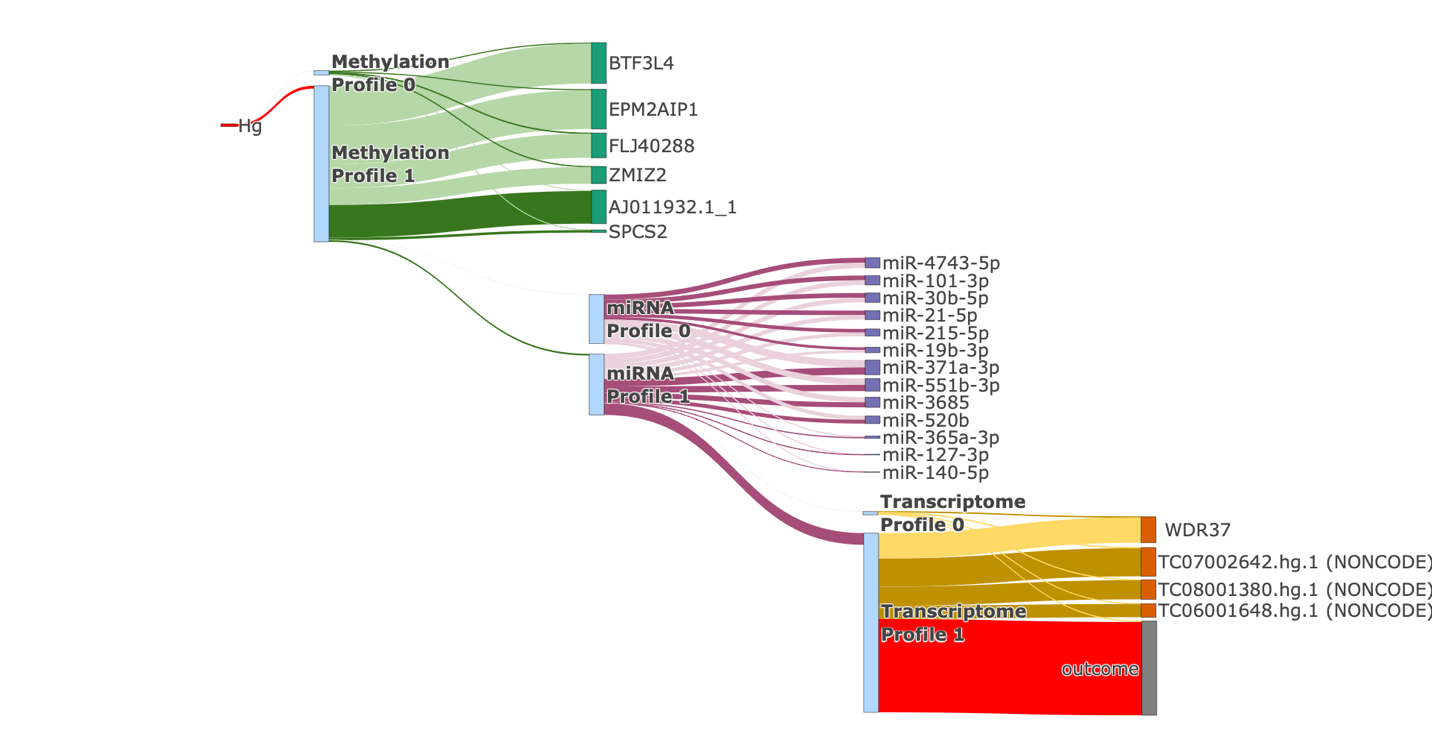 Methylation
Profile 0
BTF3L4
EPM2AIP1
Hg
FLJ40288
Methylation
Profile 1
ZMIZ2
AJ011932.1_1
SPCS2
miR-4743-5p
miR-101-3p
miR-30b-5p
miRNA
Profile 0
miR-21-5p
miR-215-5p
miR-19b-3p
miR-371a-3p
miRNA
Profile 1
miR-551b-3p
miR-3685
miR-520b
miR-365a-3p
miR-127-3p
miR-140-5p
Transcriptome
Profile 0
WDR37
TC07002642.hg.1 (NONCODE)
TC08001380.hg.1 (NONCODE)
TC06001648.hg.1 (NONCODE)
Transcriptome
Profile 1
outcome